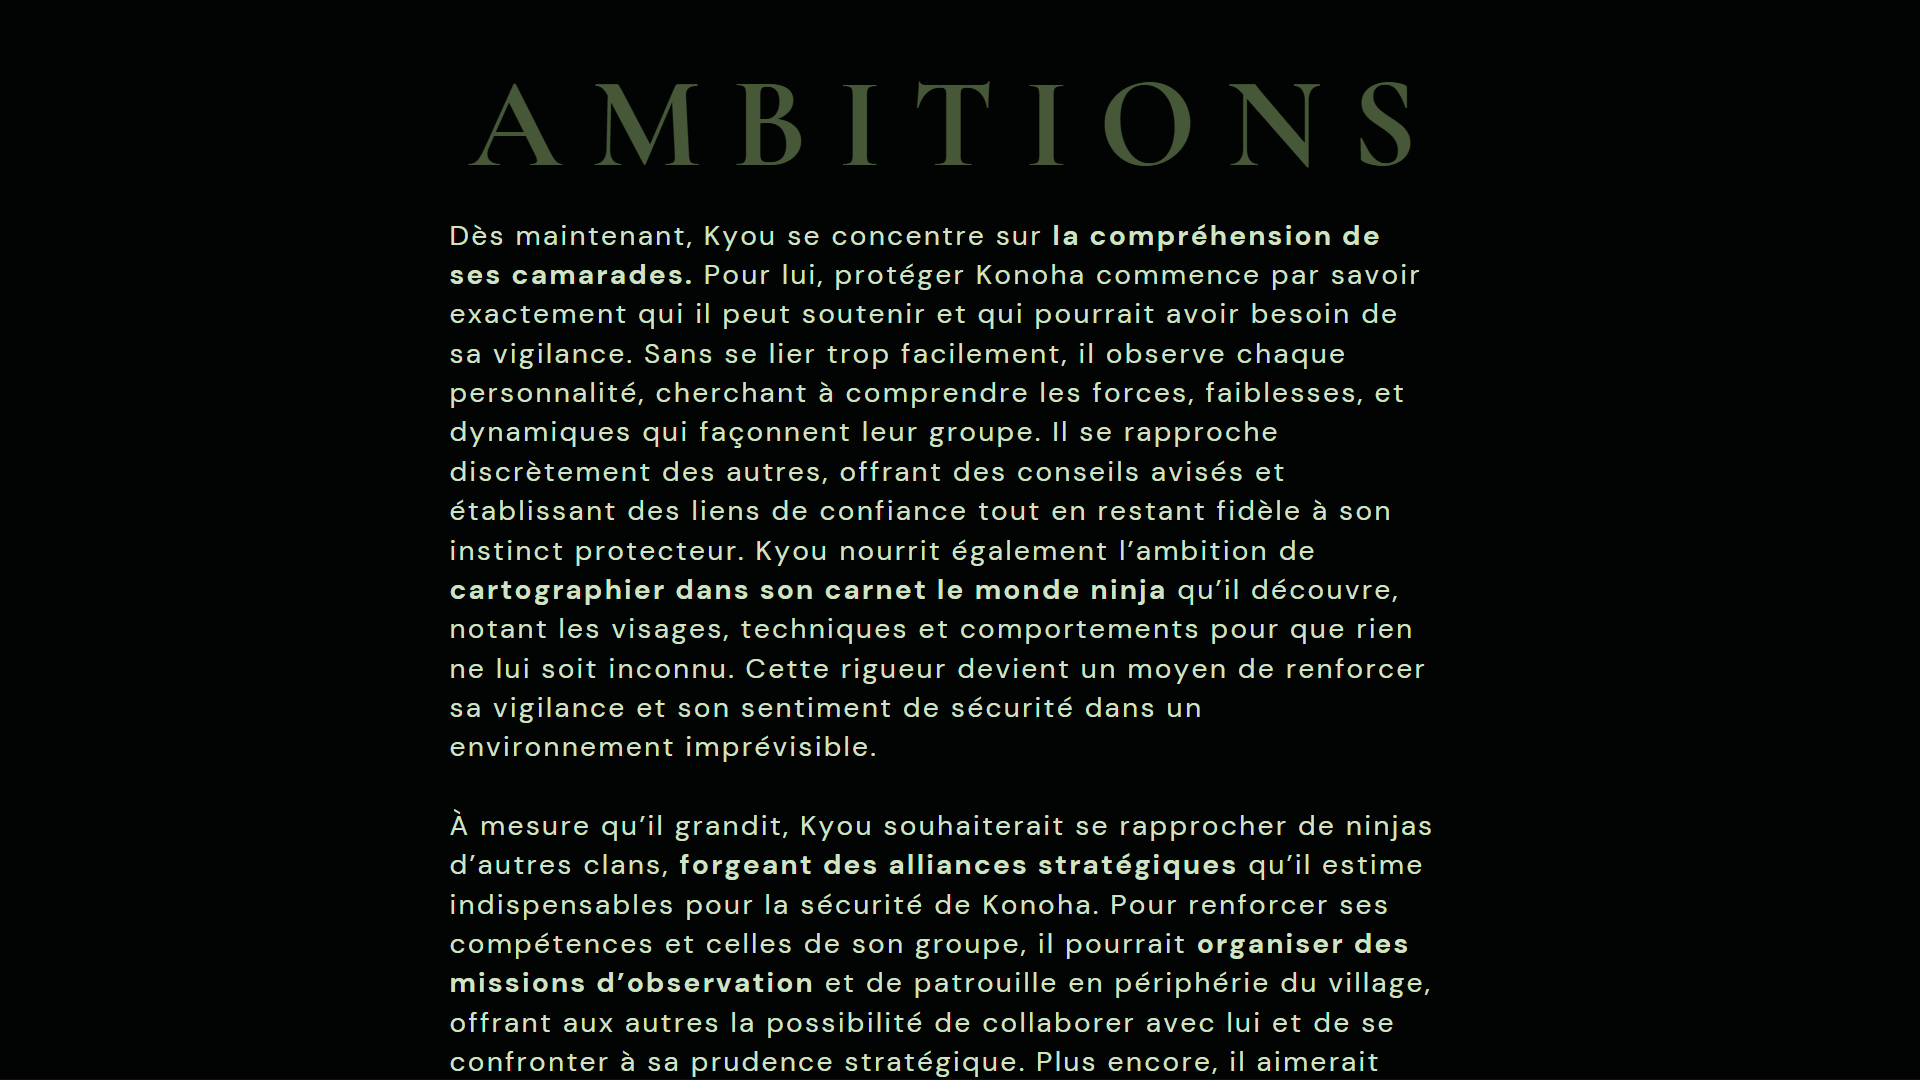 AMBITIONS
Dès maintenant, Kyou se concentre sur la compréhension de
ses camarades. Pour lui, protéger Konoha commence par savoir
exactement qui il peut soutenir et qui pourrait avoir besoin de
sa vigilance. Sans se lier trop facilement, il observe chaque
personnalité, cherchant à comprendre les forces, faiblesses, et
dynamiques qui façonnent leur groupe. Il se rapproche
discrètement des autres, offrant des conseils avisés et
établissant des liens de confiance tout en restant fidèle à son
instinct protecteur. Kyou nourrit également l’ambition de
cartographier dans son carnet le monde ninja qu’il découvre,
notant les visages, techniques et comportements pour que rien
ne lui soit inconnu. Cette rigueur devient un moyen de renforcer
sa vigilance et son sentiment de sécurité dans un
environnement imprévisible.
À mesure qu’il grandit, Kyou souhaiterait se rapprocher de ninjas
d’autres clans, forgeant des alliances stratégiques qu’il estime
indispensables pour la sécurité de Konoha. Pour renforcer ses
compétences et celles de son groupe, il pourrait organiser des
missions d’observation et de patrouille en périphérie du village,
offrant aux autres la possibilité de collaborer avec lui et de se
confronter à sa prudence stratégique. Plus encore, il aimerait